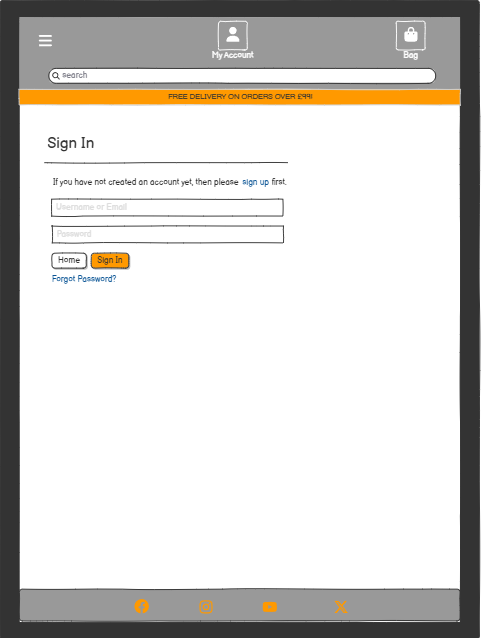 My Account
Bag
search
FREE DELIVERY ON ORDERS OVER £99!
Sign In
If you have not created an account yet, then please sign up first.
Username or Email
Password
Home
Sign In
Forgot Password?